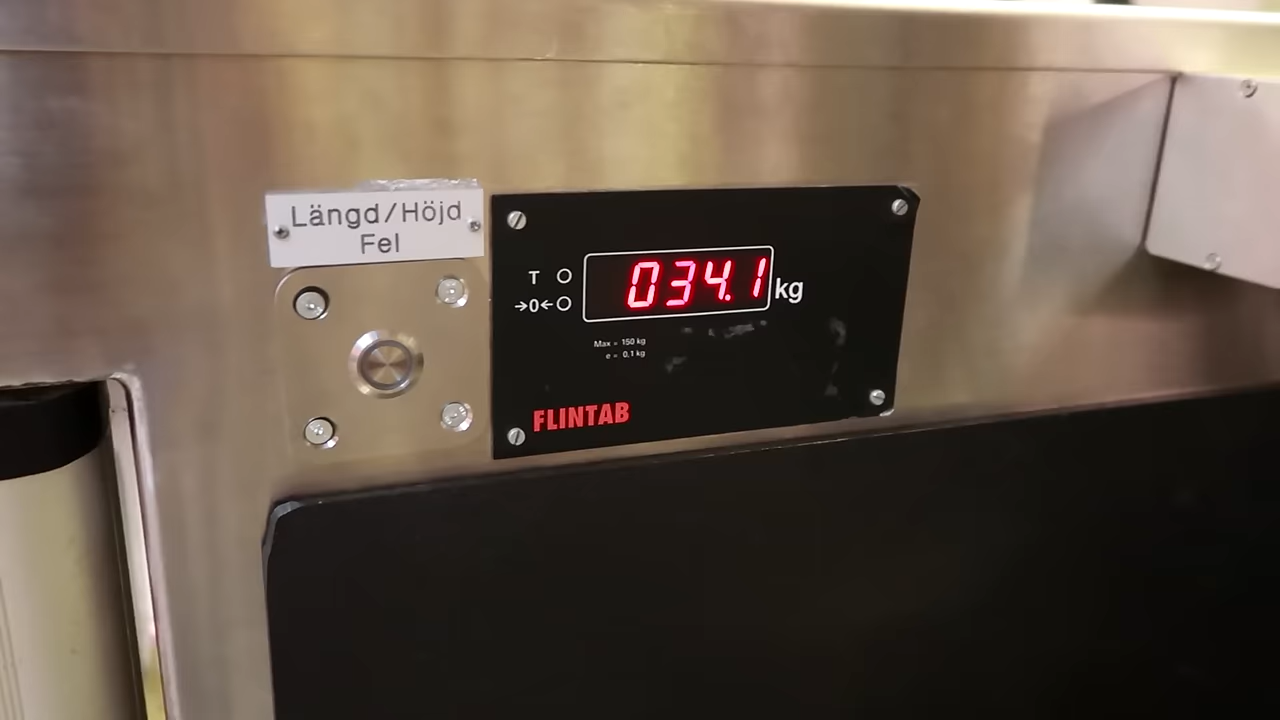 Längd/Höjd
Fel
T
034.1 kg
→0←
Max = 150 kg
e = 0,1 kg
FLINTAB